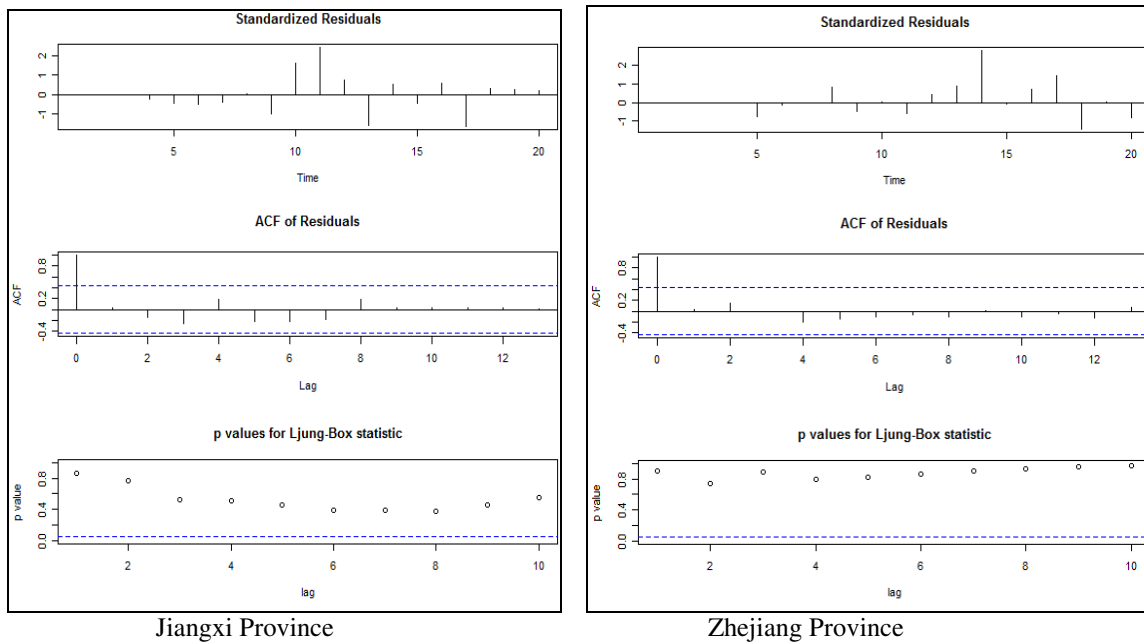 Standardized Residuals
2
1
0
-1
5
10
15
20
Time
ACF of Residuals
ACF
0.8
0.2
-0.4
0
2
4
6
8
10
12
Lag
p values for Ljung-Box statistic
p value
0.8
0.4
0.0
2
4
6
8
10
lag
Jiangxi Province
Standardized Residuals
2
1
0
-1
5
10
15
20
Time
ACF of Residuals
ACF
0.8
0.2
-0.4
0
2
4
6
8
10
12
Lag
p values for Ljung-Box statistic
p value
0.8
0.4
0.0
2
4
6
8
10
lag
Zhejiang Province